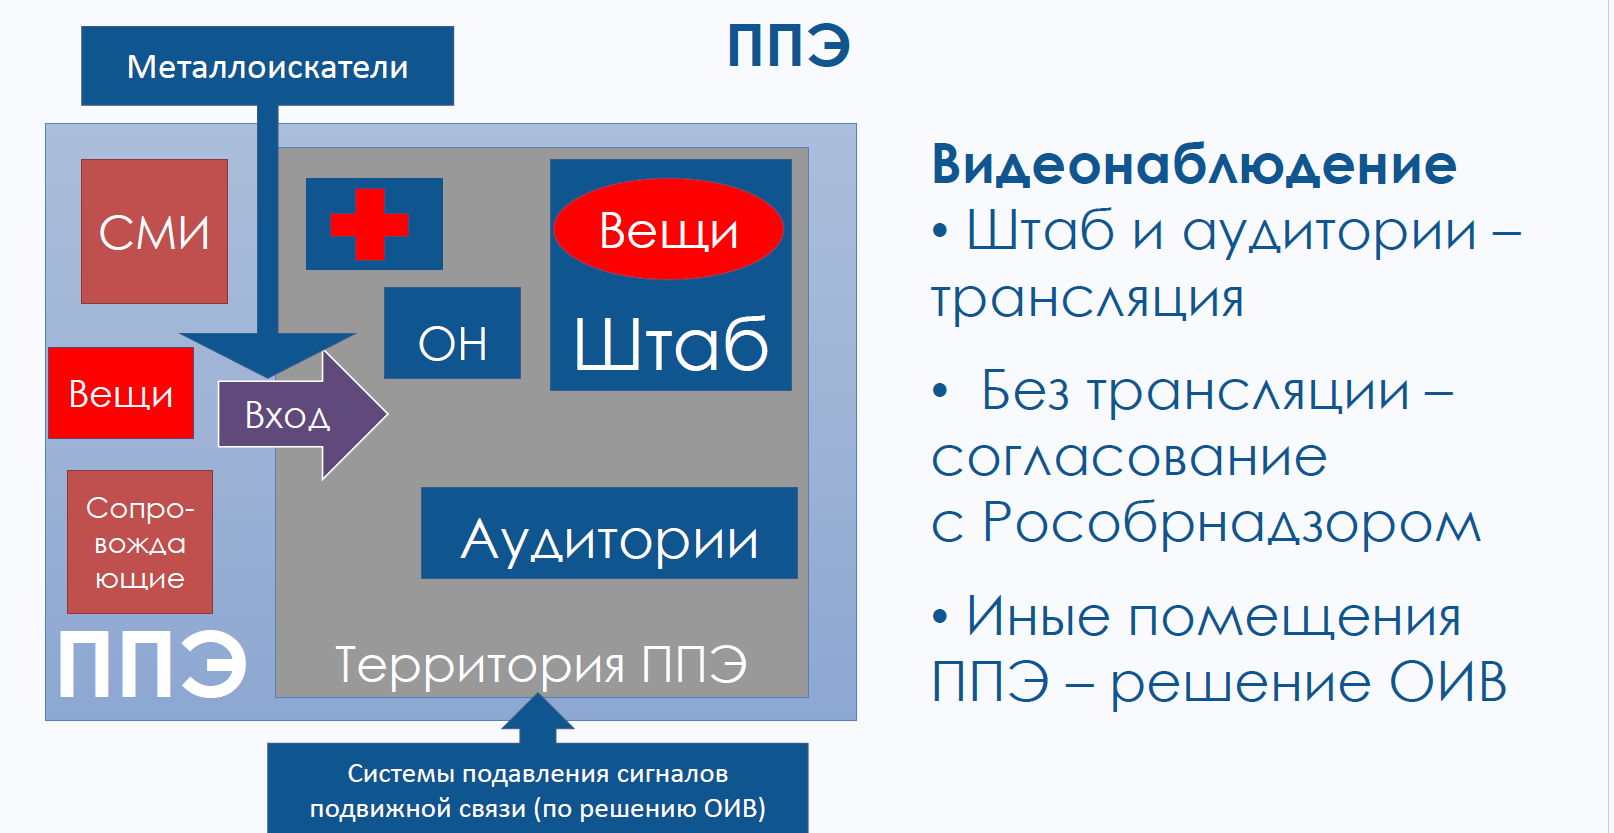 ППЭ
Металлоискатели
СМИ
Вещи
Штаб
ОН
Вещи
Вход
Сопро-
вожда
ющие
Аудитории
ППЭ
Территория ППЭ
Системы подавления сигналов
подвижной связи (по решению ОИВ)
Видеонаблюдение
• Штаб и аудитории –
трансляция
• Без трансляции –
согласование
с Рособрнадзором
• Иные помещения
ППЭ – решение ОИВ